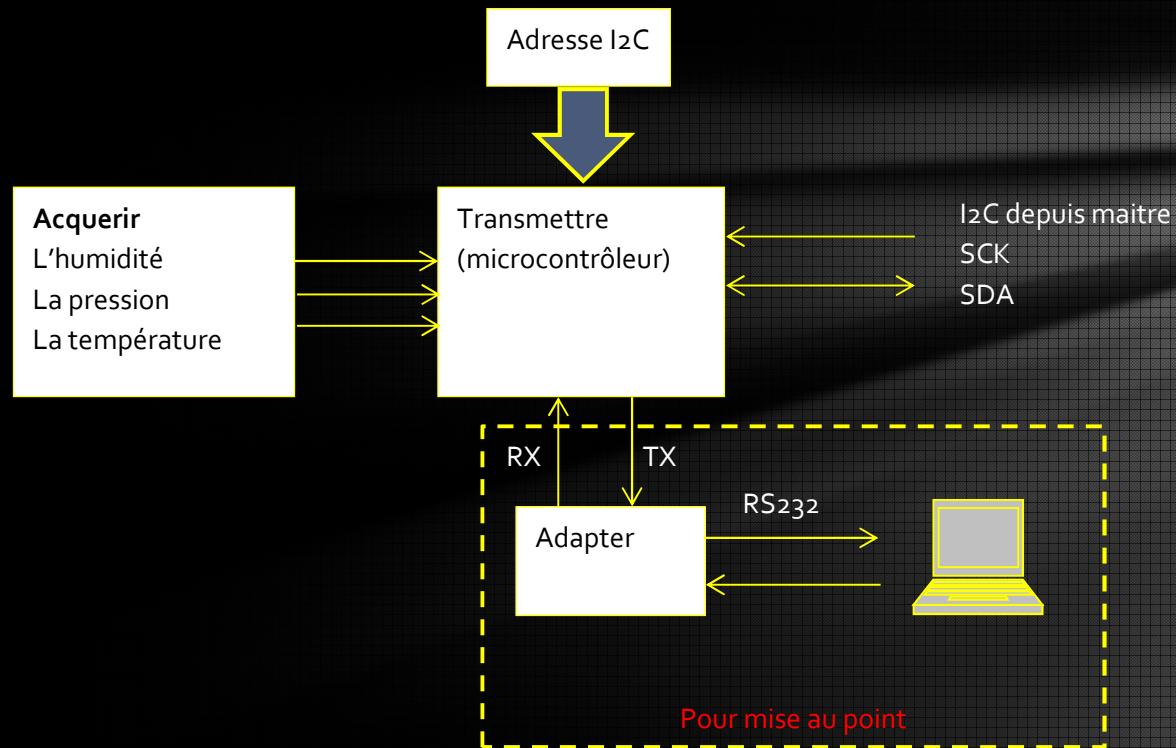 Adresse I2C
Acquerir
L'humidité
La pression
La température
Transmettre
(microcontrôleur)
I2C depuis maitre
SCK
SDA
RX
TX
RS232
Adapter
Pour mise au point